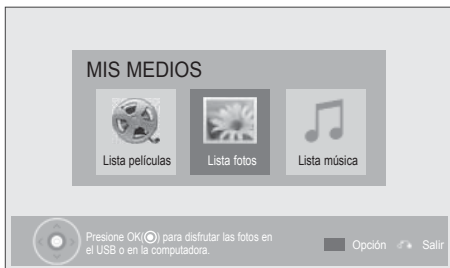 MIS MEDIOS
Lista películas
Lista fotos
Lista música
Presione OK(◉) para disfrutar las fotos en
el USB o en la computadora.
Opción
Salir